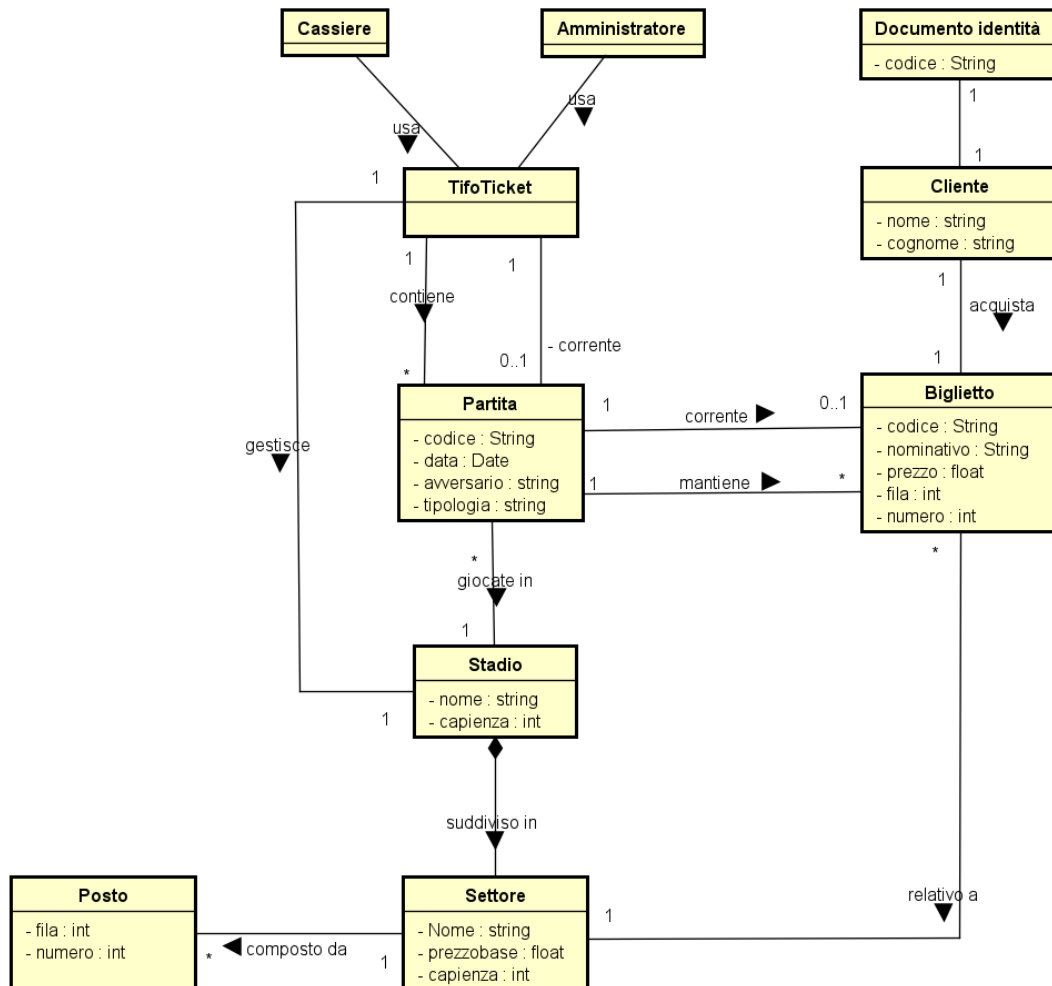 Cassiere
Amministratore
Documento identità
- codice : String
usa
usa
1
1
1
TifoTicket
Cliente
- nome : string
- cognome : string
1
1
1
contiene
acquista
- corrente
0..1
*
1
Partita
- codice : String
- data : Date
- avversario : string
- tipologia : string
1
corrente
0..1
Biglietto
- codice : String
- nominativo : String
- prezzo : float
- fila : int
- numero : int
gestisce
1
mantiene
*
*
*
giocate in
1
Stadio
- nome : string
- capienza : int
1
suddiviso in
Posto
- fila : int
- numero : int
Settore
- Nome : string
- prezzobase : float
- capienza : int
relativo a
1
*
composto da
1